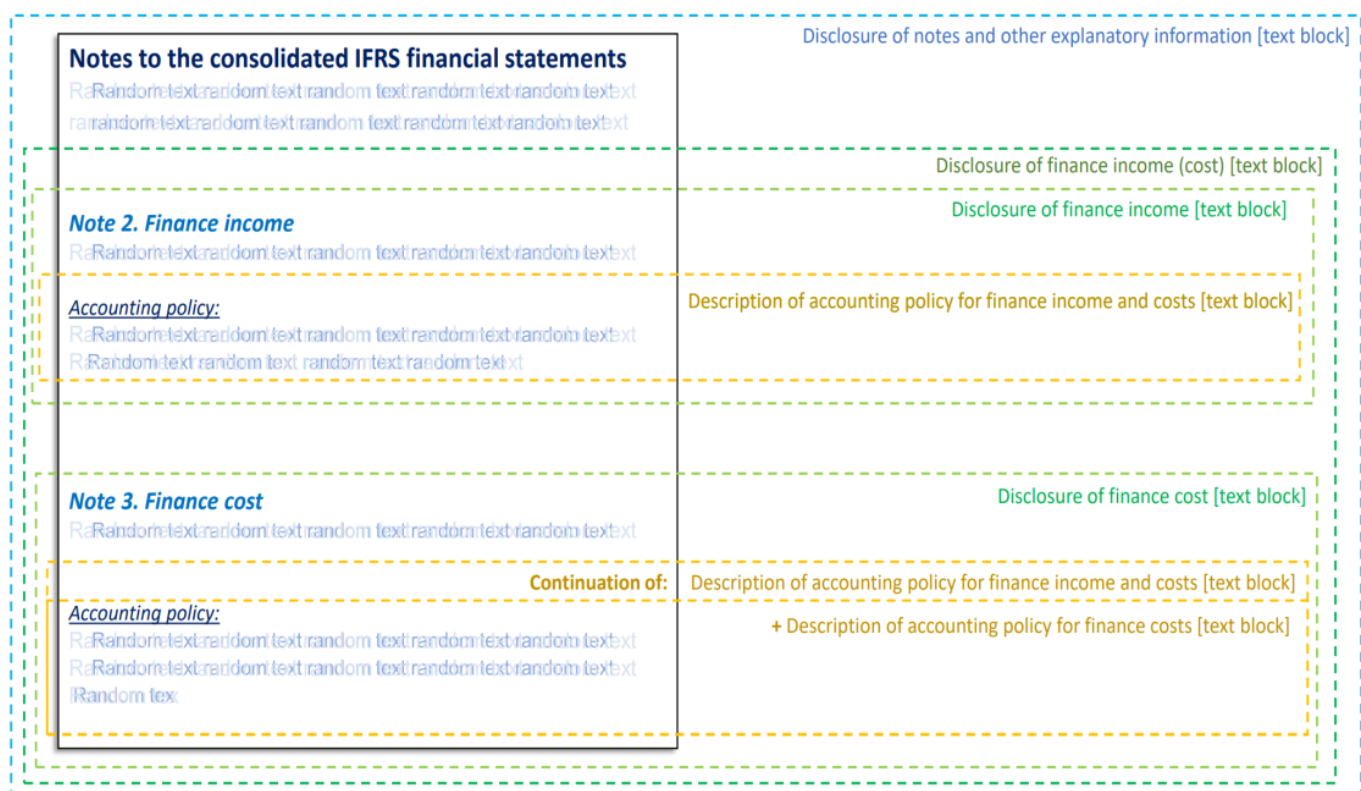 Disclosure of notes and other explanatory information [text block]
Notes to the consolidated IFRS financial statements
Random text random text random text random text random text
random text random text random text random text random text
Disclosure of finance income (cost) [text block]
Disclosure of finance income [text block]
Note 2. Finance income
Random text random text random text random text random text
Description of accounting policy for finance income and costs [text block]
Accounting policy:
Random text random text random text random text random text
Random text random text random text random text
Note 3. Finance cost
Disclosure of finance cost [text block]
Random text random text random text random text random text
Continuation of: Description of accounting policy for finance income and costs [text block]
Accounting policy:
+ Description of accounting policy for finance costs [text block]
Random text random text random text random text random text
Random text random text random text random text random text
Random tex